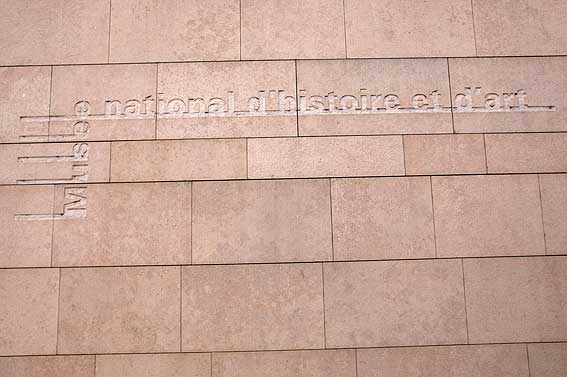 Musée
national d'histoire et d'art